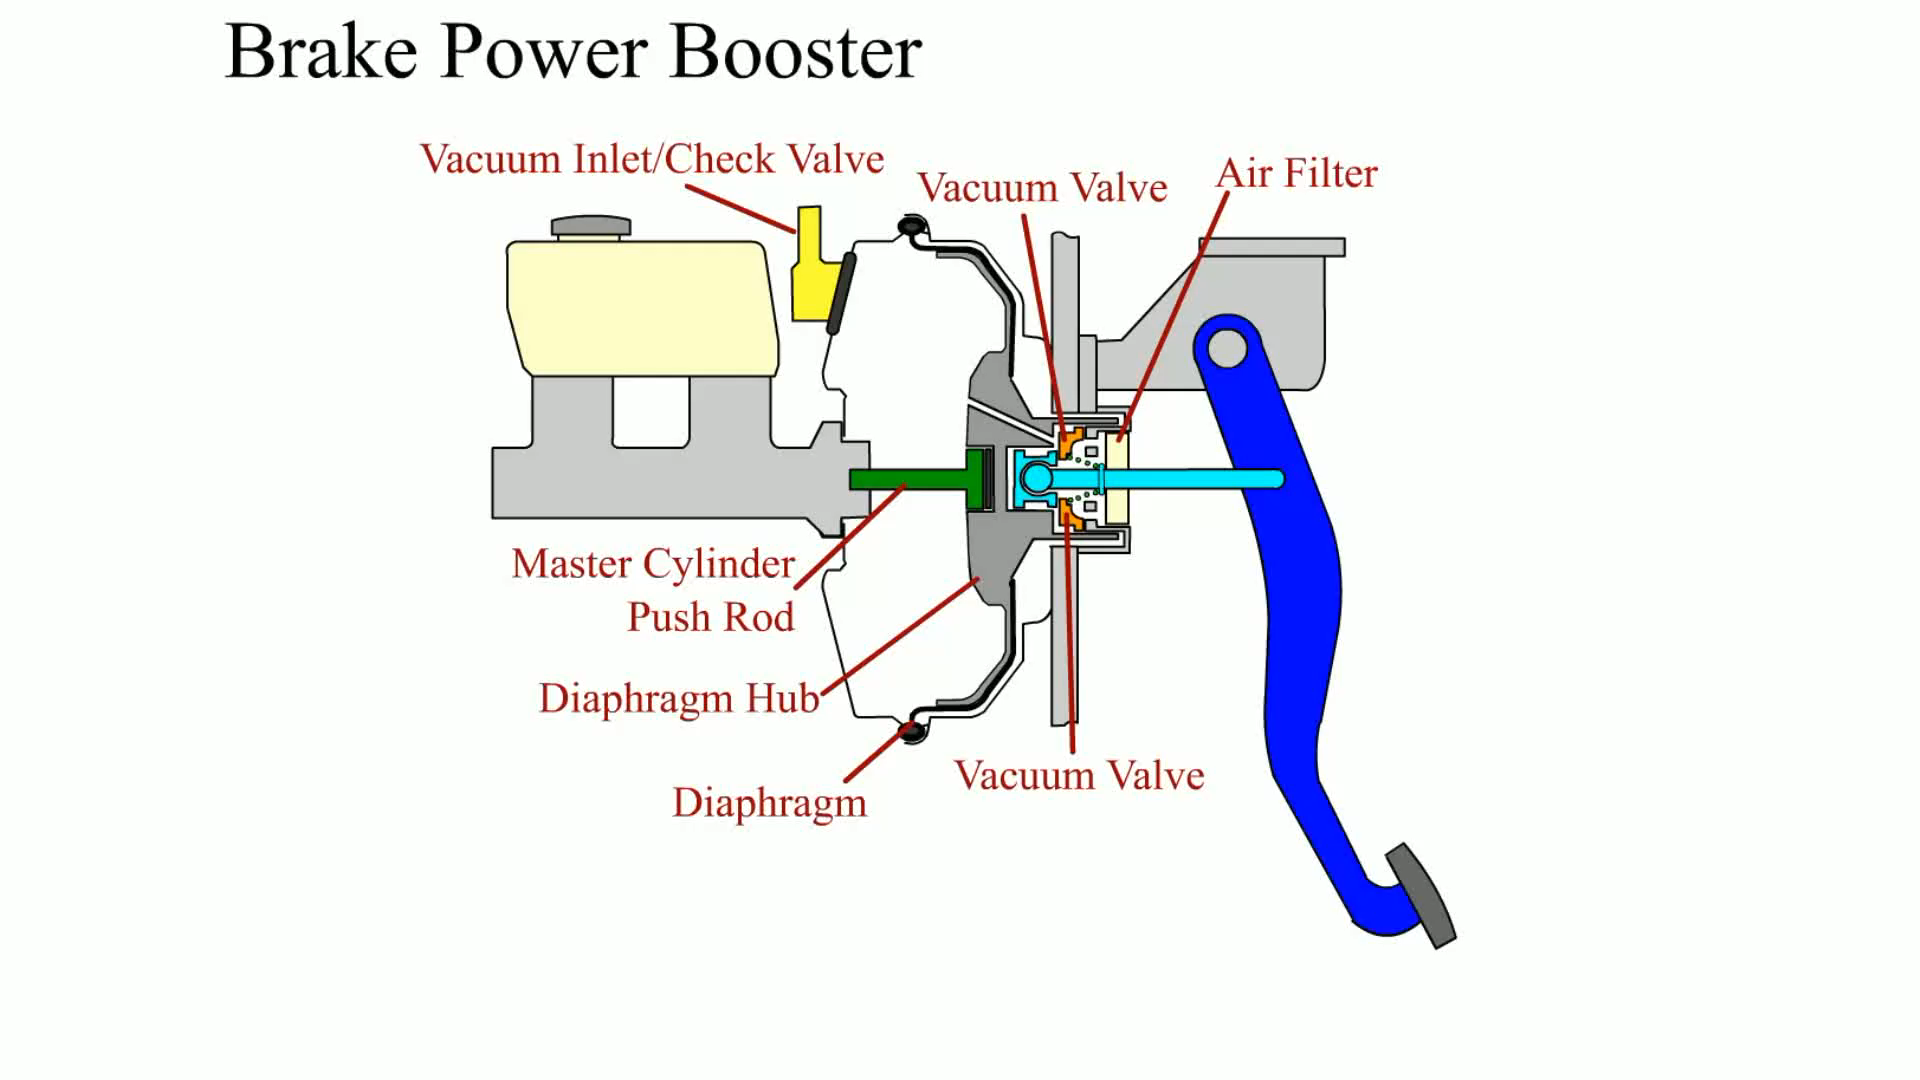 Brake Power Booster
Vacuum Inlet/Check Valve
Vacuum Valve
Air Filter
Master Cylinder
Push Rod
Diaphragm Hub
Diaphragm
Vacuum Valve